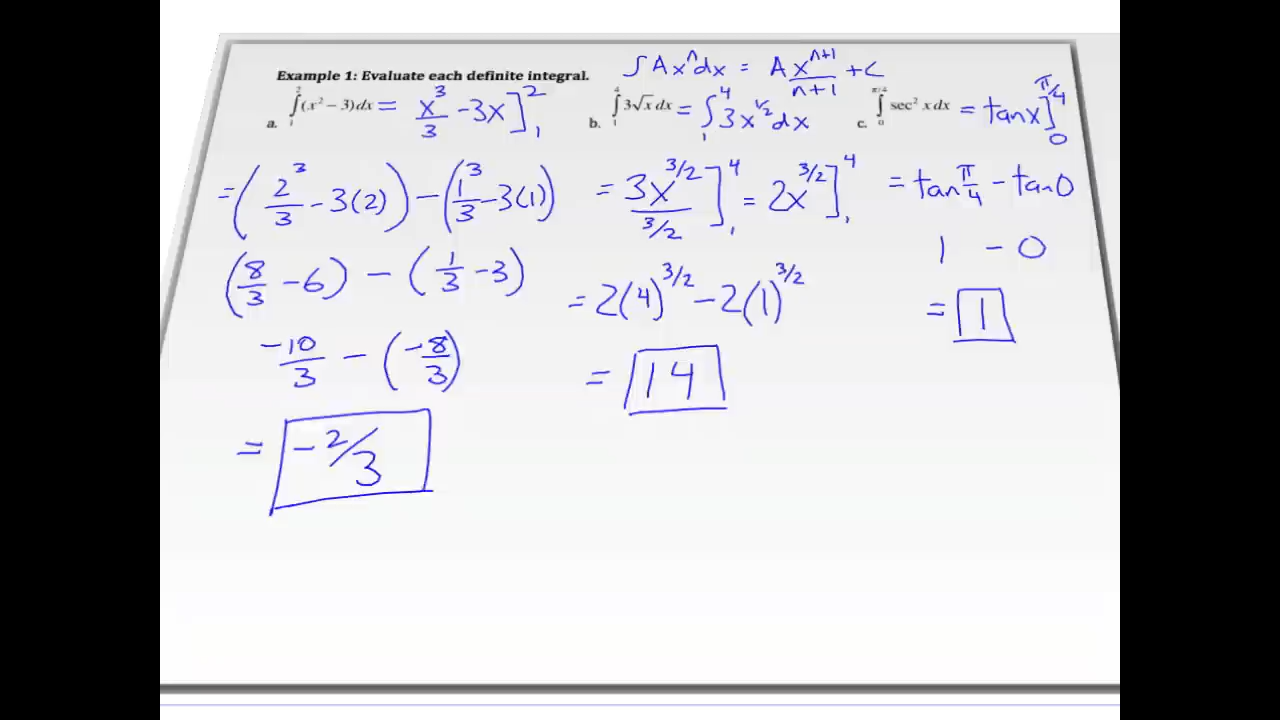 Example 1: Evaluate each definite integral.
∫Axⁿdx = A xⁿ⁺¹/n+1 + C
a. ∫₁² (x² − 3) dx = x³/3 − 3x]₁²
= (2³/3 − 3(2)) − (1³/3 − 3(1))
(8/3 − 6) − (1/3 − 3)
−10/3 − (−8/3)
= −2/3
b. ∫₁⁴ 3√x dx = ∫₁⁴ 3x^(1/2) dx
= 3x^(3/2)/(3/2)]₁⁴ = 2x^(3/2)]₁⁴
= 2(4)^(3/2) − 2(1)^(3/2)
= 14
c. ∫₀^(π/4) sec² x dx = tanx]₀^(π/4)
= tan π/4 − tan 0
1 − 0
= 1